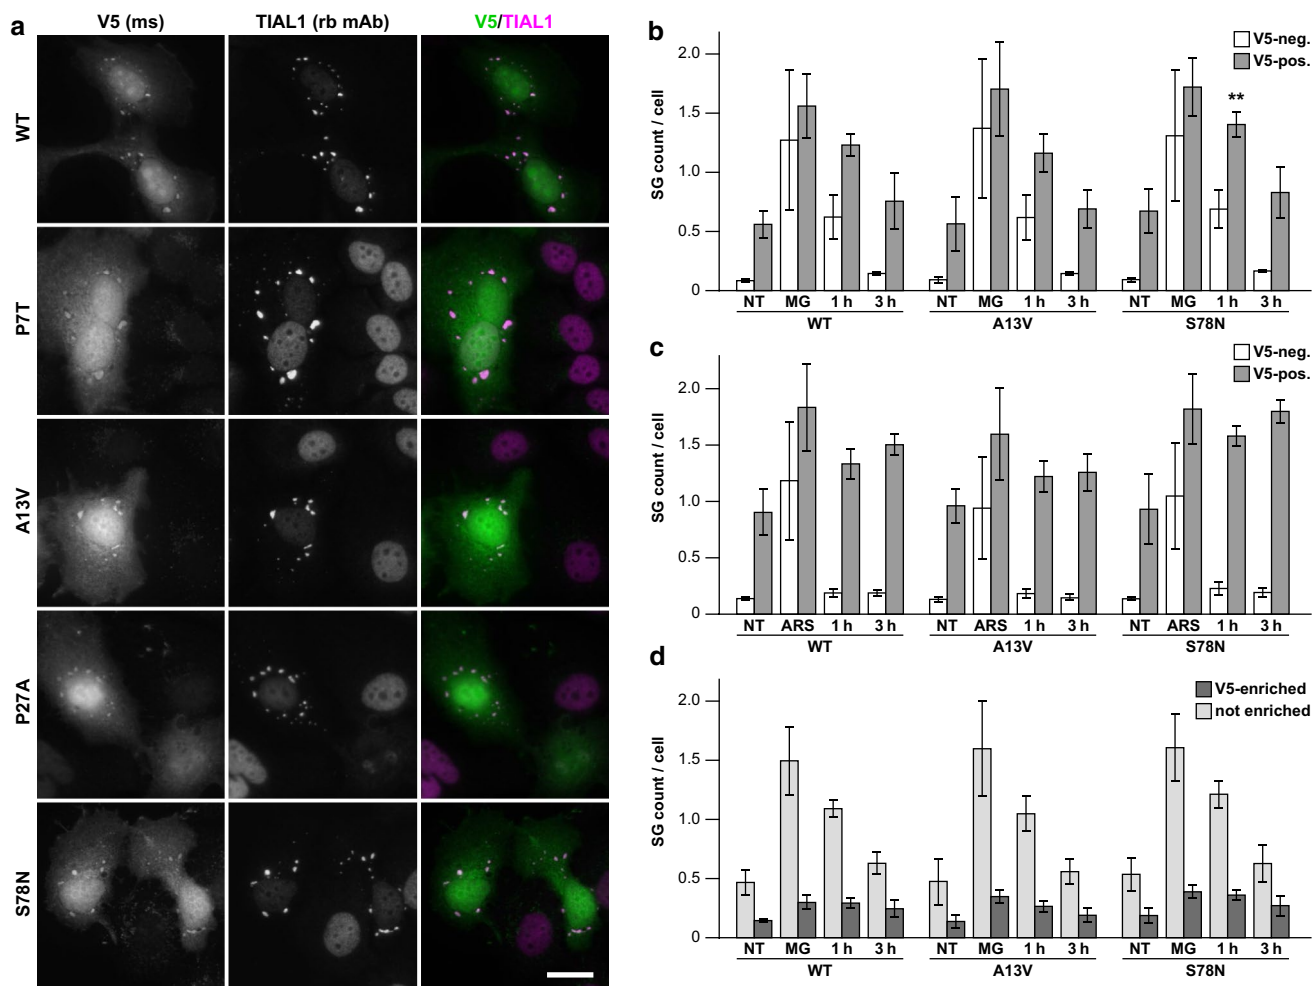 a
V5 (ms)
TIAL1 (rb mAb)
V5/TIAL1
WT
P7T
A13V
P27A
S78N
b
V5-neg.
V5-pos.
SG count / cell
2.0
1.5
1.0
0.5
0
**
NT MG 1 h 3 h NT MG 1 h 3 h NT MG 1 h 3 h
WT A13V S78N
c
V5-neg.
V5-pos.
SG count / cell
2.0
1.5
1.0
0.5
0
NT ARS 1 h 3 h NT ARS 1 h 3 h NT ARS 1 h 3 h
WT A13V S78N
d
V5-enriched
not enriched
SG count / cell
2.0
1.5
1.0
0.5
0
NT MG 1 h 3 h NT MG 1 h 3 h NT MG 1 h 3 h
WT A13V S78N